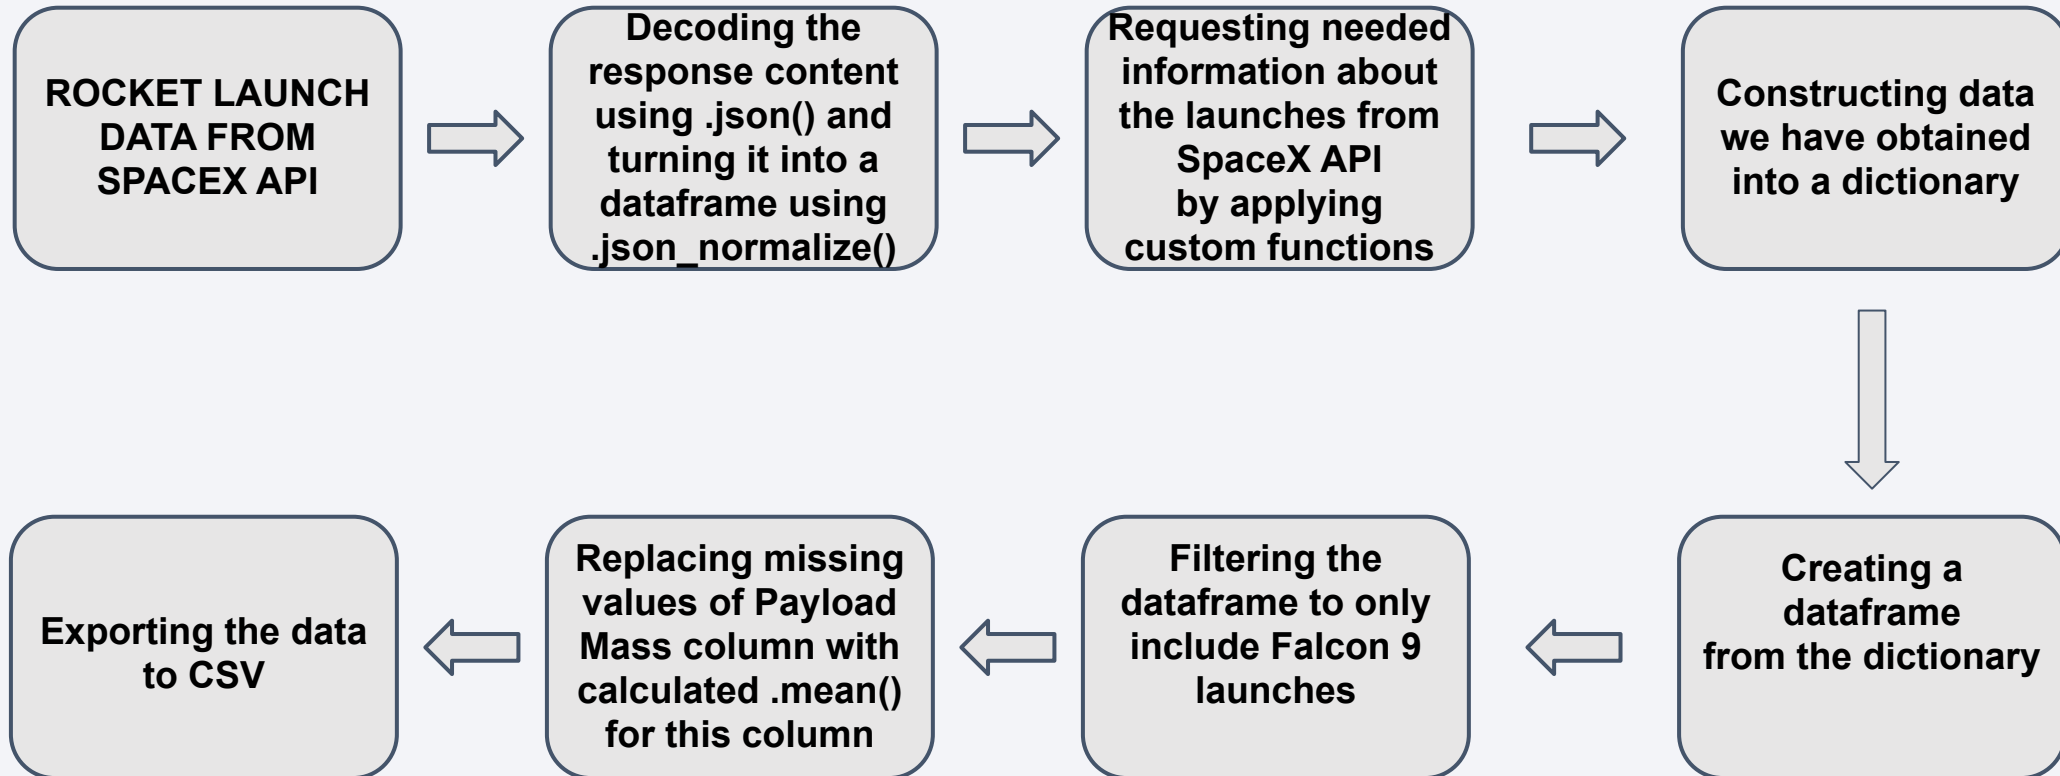 ROCKET LAUNCH
DATA FROM
SPACEX API
Decoding the
response content
using .json() and
turning it into a
dataframe using
.json_normalize()
Requesting needed
information about
the launches from
SpaceX API
by applying
custom functions
Constructing data
we have obtained
into a dictionary
Creating a
dataframe
from the dictionary
Filtering the
dataframe to only
include Falcon 9
launches
Replacing missing
values of Payload
Mass column with
calculated .mean()
for this column
Exporting the data
to CSV